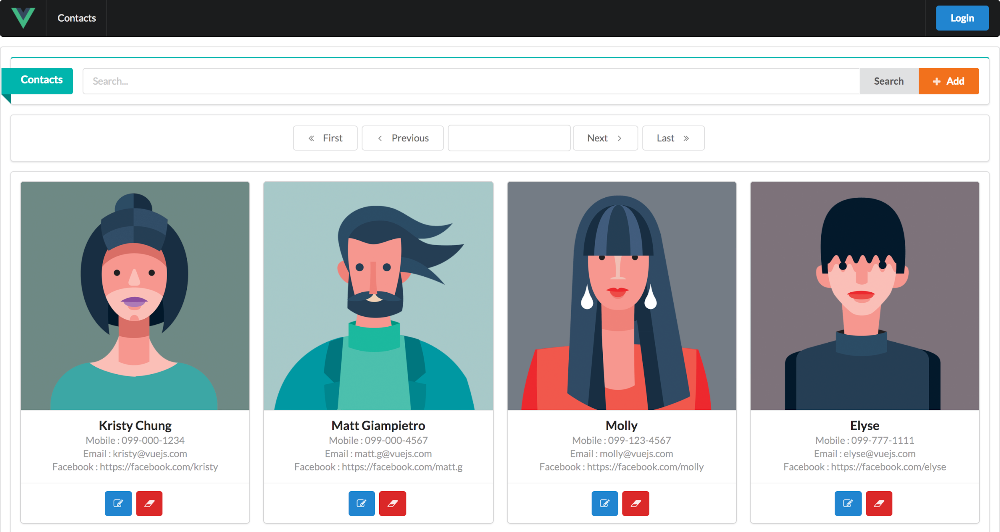 Contacts
Login
Contacts
Search...
Search
Add
First
Previous
Next
Last
Kristy Chung
Mobile : 099-000-1234
Email : kristy@vuejs.com
Facebook : https://facebook.com/kristy
Matt Giampietro
Mobile : 099-000-4567
Email : matt.g@vuejs.com
Facebook : https://facebook.com/matt.g
Molly
Mobile : 099-123-4567
Email : molly@vuejs.com
Facebook : https://facebook.com/molly
Elyse
Mobile : 099-777-1111
Email : elyse@vuejs.com
Facebook : https://facebook.com/elyse